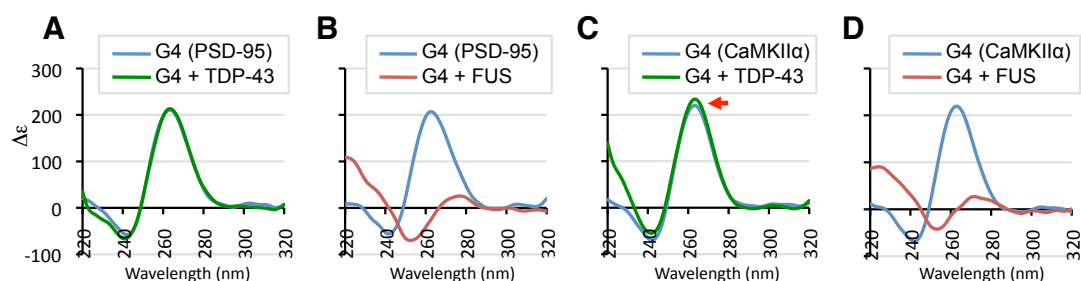 A
G4 (PSD-95)
G4 + TDP-43
300
200
100
0
-100
Δε
220
240
260
280
300
320
Wavelength (nm)
B
G4 (PSD-95)
G4 + FUS
220
240
260
280
300
320
Wavelength (nm)
C
G4 (CaMKIIα)
G4 + TDP-43
220
240
260
280
300
320
Wavelength (nm)
D
G4 (CaMKIIα)
G4 + FUS
220
240
260
280
300
320
Wavelength (nm)